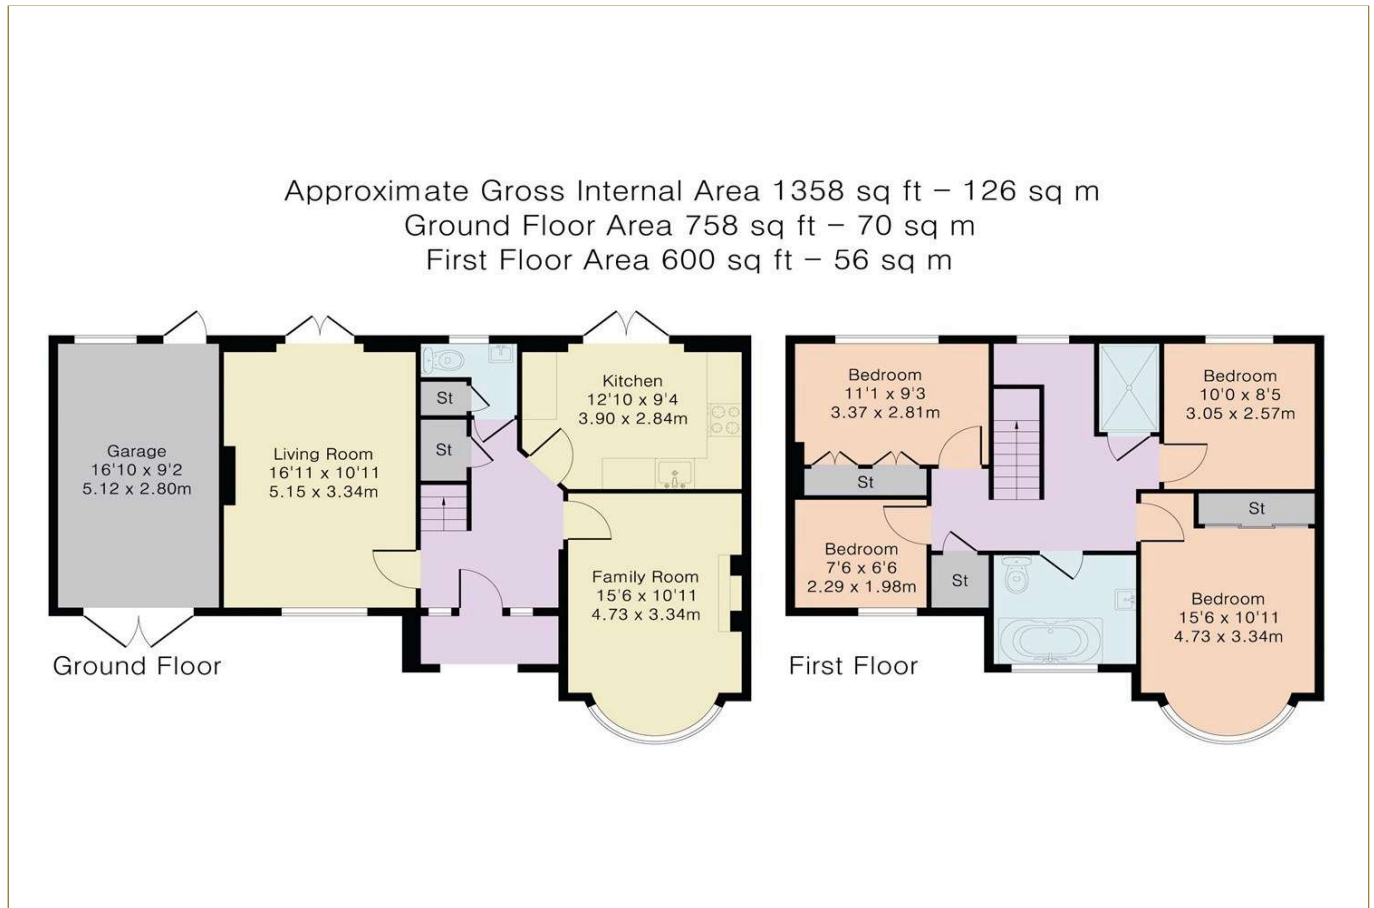 Approximate Gross Internal Area 1358 sq ft – 126 sq m
Ground Floor Area 758 sq ft – 70 sq m
First Floor Area 600 sq ft – 56 sq m
Garage
16'10 x 9'2
5.12 x 2.80m
Living Room
16'11 x 10'11
5.15 x 3.34m
St
St
Kitchen
12'10 x 9'4
3.90 x 2.84m
Family Room
15'6 x 10'11
4.73 x 3.34m
Ground Floor
Bedroom
11'1 x 9'3
3.37 x 2.81m
Bedroom
10'0 x 8'5
3.05 x 2.57m
St
St
Bedroom
7'6 x 6'6
2.29 x 1.98m
St
Bedroom
15'6 x 10'11
4.73 x 3.34m
First Floor